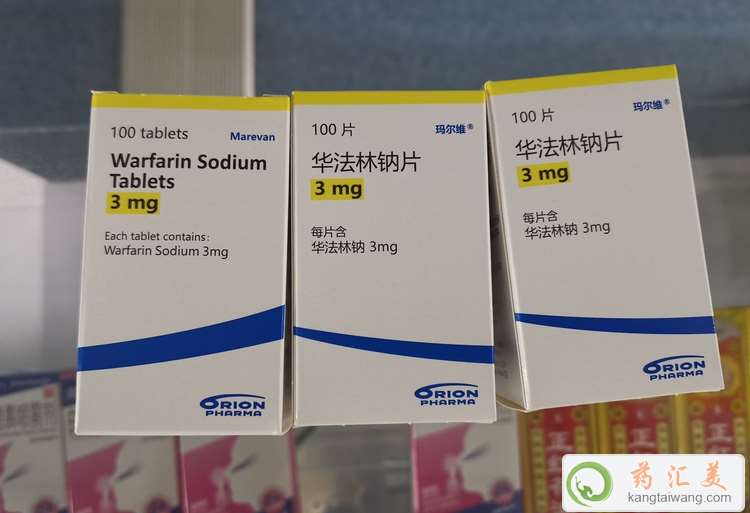 100 tablets
Marevan
Warfarin Sodium
Tablets
3 mg
Each tablet contains:
Warfarin Sodium 3mg
ORION
PHARMA
100 片
玛尔维®
华法林钠片
3 mg
每片含
华法林钠 3mg
ORION
PHARMA
100 片
玛尔维®
华法林钠片
3 mg
每片含
华法林钠 3mg
ORION
PHARMA
正
正
药汇美
kangtaiwang.com